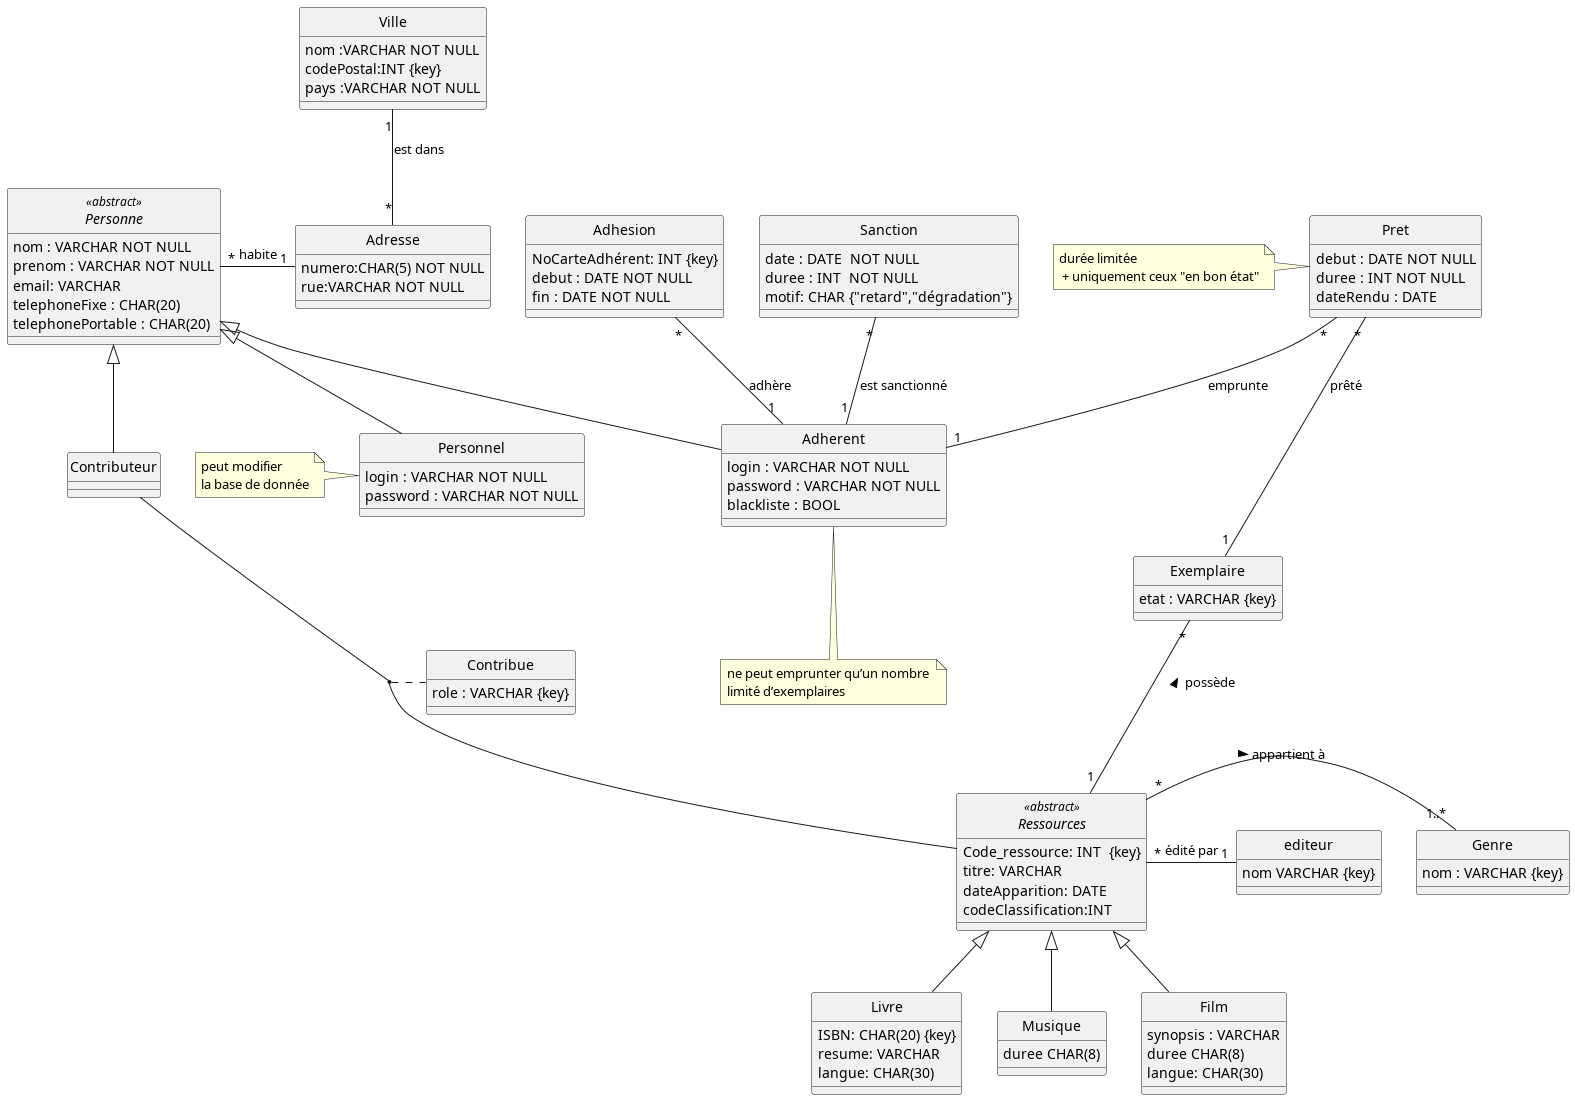 Ville
nom :VARCHAR NOT NULL
codePostal:INT {key}
pays :VARCHAR NOT NULL
1
est dans
*
«abstract»
Personne
nom : VARCHAR NOT NULL
prenom : VARCHAR NOT NULL
email: VARCHAR
telephoneFixe : CHAR(20)
telephonePortable : CHAR(20)
* habite 1
Adresse
numero:CHAR(5) NOT NULL
rue:VARCHAR NOT NULL
Adhesion
NoCarteAdhérent: INT {key}
debut : DATE NOT NULL
fin : DATE NOT NULL
Sanction
date : DATE  NOT NULL
duree : INT  NOT NULL
motif: CHAR {"retard","dégradation"}
durée limitée
+ uniquement ceux "en bon état"
Pret
debut : DATE NOT NULL
duree : INT NOT NULL
dateRendu : DATE
*
adhère
1
*
est sanctionné
1
*
emprunte
1
*
prêté
1
Contributeur
peut modifier
la base de donnée
Personnel
login : VARCHAR NOT NULL
password : VARCHAR NOT NULL
Adherent
login : VARCHAR NOT NULL
password : VARCHAR NOT NULL
blackliste : BOOL
Exemplaire
etat : VARCHAR {key}
Contribue
role : VARCHAR {key}
ne peut emprunter qu’un nombre
limité d’exemplaires
*
possède
1
*
appartient à
1..*
«abstract»
Ressources
Code_ressource: INT  {key}
titre: VARCHAR
dateApparition: DATE
codeClassification:INT
* édité par 1
editeur
nom VARCHAR {key}
Genre
nom : VARCHAR {key}
Livre
ISBN: CHAR(20) {key}
resume: VARCHAR
langue: CHAR(30)
Musique
duree CHAR(8)
Film
synopsis : VARCHAR
duree CHAR(8)
langue: CHAR(30)